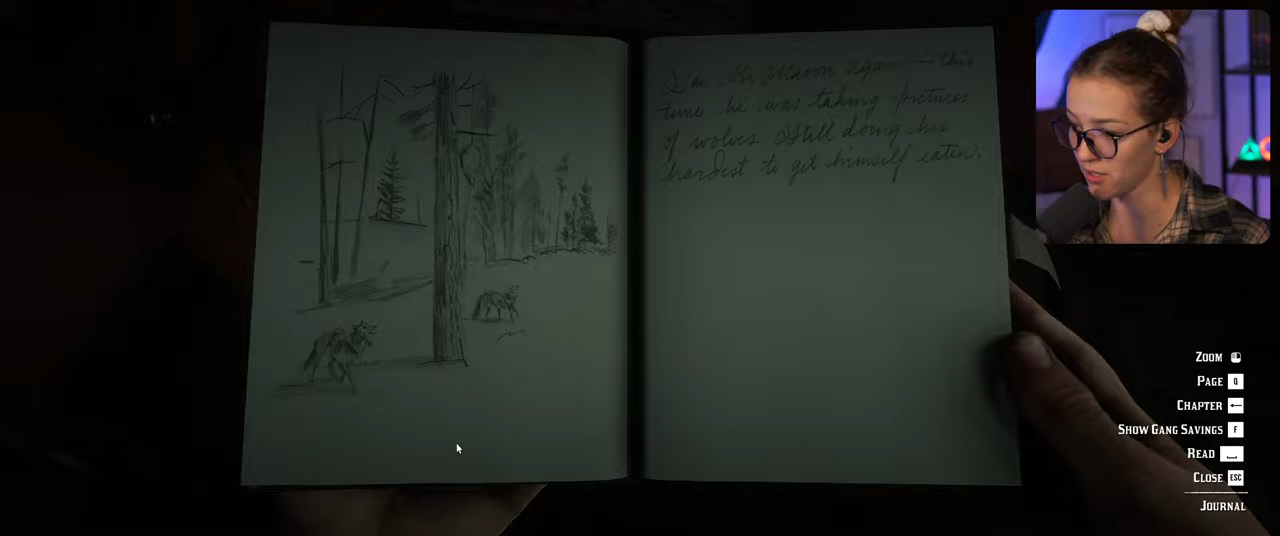 Mr Mason again — this
time he was taking pictures
of wolves Still doing his
hardest to get himself eaten.
ZOOM
PAGE Q
CHAPTER ←
SHOW GANG SAVINGS F
READ
CLOSE ESC
JOURNAL